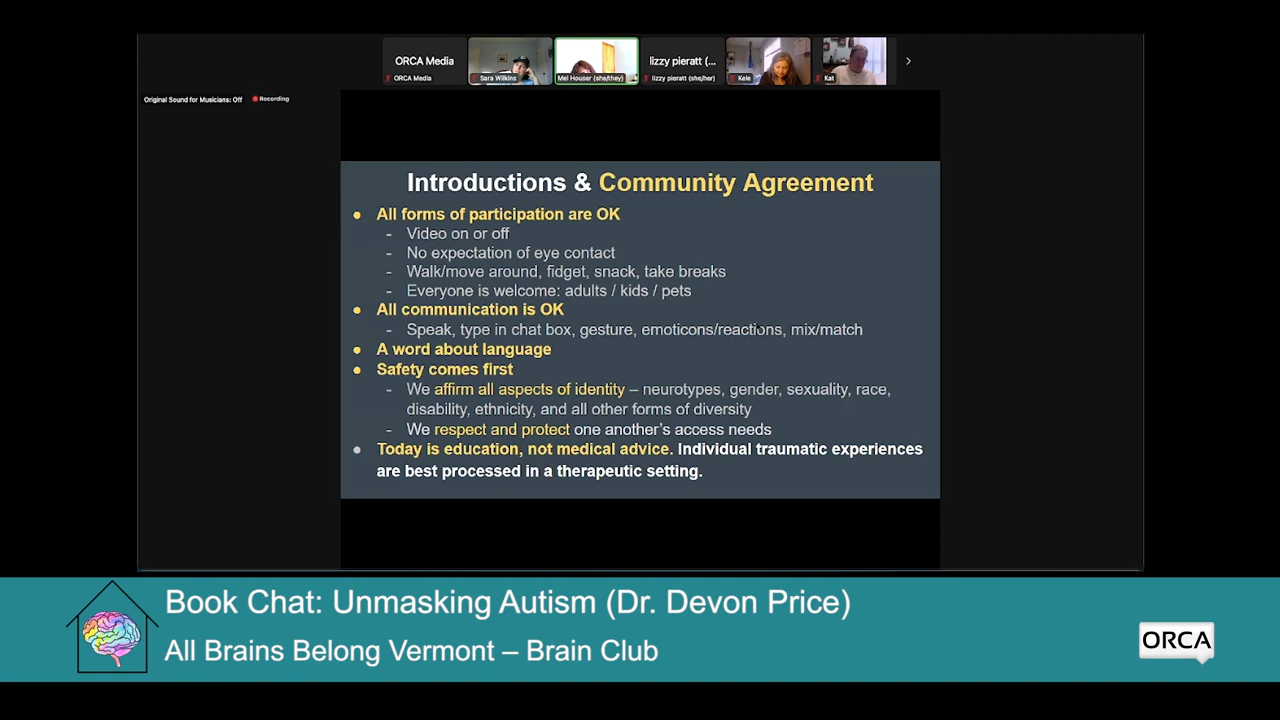 ORCA Media
lizzy pieratt (...
ORCA Media
Sara Wilkins
Mel Houser (she/they)
lizzy pieratt (she/her)
Kele
Kat
Original Sound for Musicians: Off
Recording
Introductions & Community Agreement
● All forms of participation are OK
- Video on or off
- No expectation of eye contact
- Walk/move around, fidget, snack, take breaks
- Everyone is welcome: adults / kids / pets
● All communication is OK
- Speak, type in chat box, gesture, emoticons/reactions, mix/match
● A word about language
● Safety comes first
- We affirm all aspects of identity – neurotypes, gender, sexuality, race,
disability, ethnicity, and all other forms of diversity
- We respect and protect one another's access needs
● Today is education, not medical advice. Individual traumatic experiences
are best processed in a therapeutic setting.
Book Chat: Unmasking Autism (Dr. Devon Price)
All Brains Belong Vermont – Brain Club
ORCA